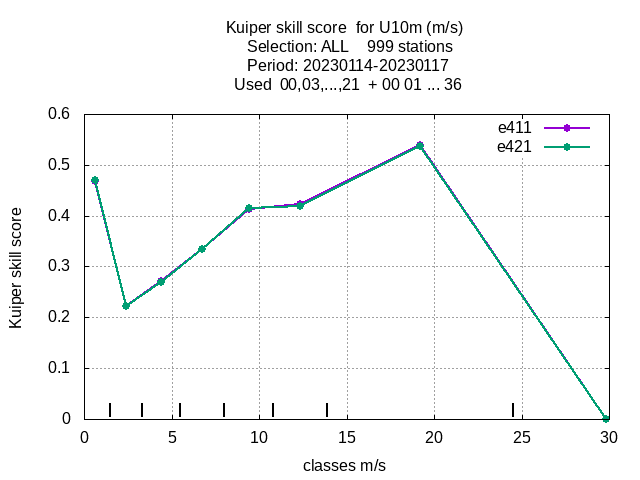 Kuiper skill score  for U10m (m/s)
Selection: ALL    999 stations
Period: 20230114-20230117
Used  00,03,...,21  + 00 01 ... 36
e411
e421
0.6
0.5
0.4
0.3
0.2
0.1
0
Kuiper skill score
0 5 10 15 20 25 30
classes m/s